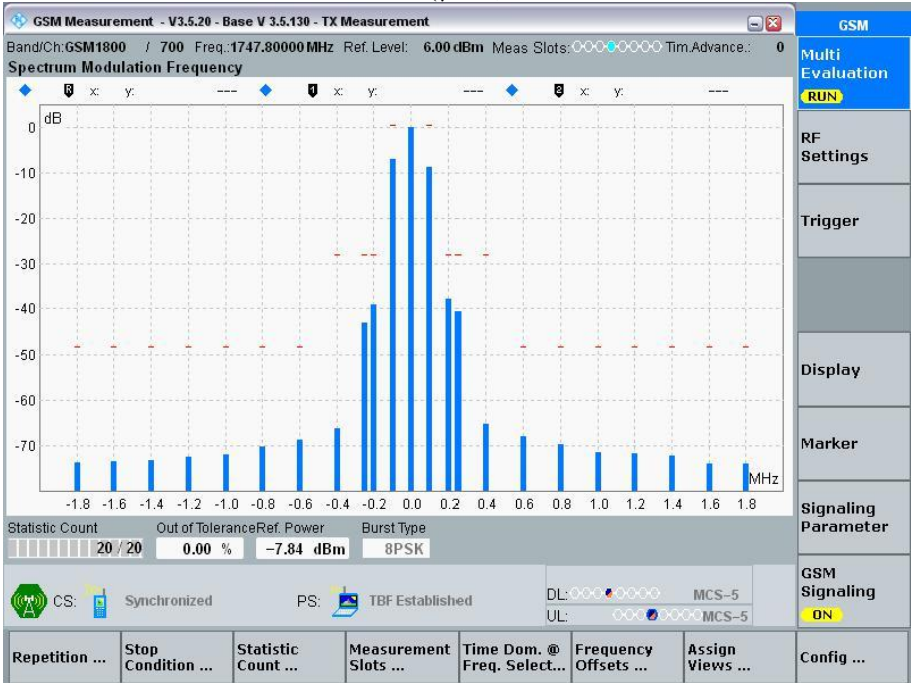 GSM Measurement - V3.5.20 - Base V 3.5.130 - TX Measurement
GSM
Band/Ch:GSM1800 / 700 Freq.:1747.80000 MHz Ref. Level: 6.00 dBm Meas Slots: Tim.Advance.: 0
Spectrum Modulation Frequency
Multi
Evaluation
RUN
R x: y: --- 1 x: y: --- 2 x: y: ---
dB
0
-10
-20
-30
-40
-50
-60
-70
MHz
-1.8 -1.6 -1.4 -1.2 -1.0 -0.8 -0.6 -0.4 -0.2 0.0 0.2 0.4 0.6 0.8 1.0 1.2 1.4 1.6 1.8
RF
Settings
Trigger
Display
Marker
Signaling
Parameter
GSM
Signaling
ON
Statistic Count Out of Tolerance Ref. Power Burst Type
20 / 20 0.00 % -7.84 dBm 8PSK
CS: Synchronized PS: TBF Established
DL: MCS-5
UL: MCS-5
Repetition ...
Stop
Condition ...
Statistic
Count ...
Measurement
Slots ...
Time Dom. @
Freq. Select...
Frequency
Offsets ...
Assign
Views ...
Config ...